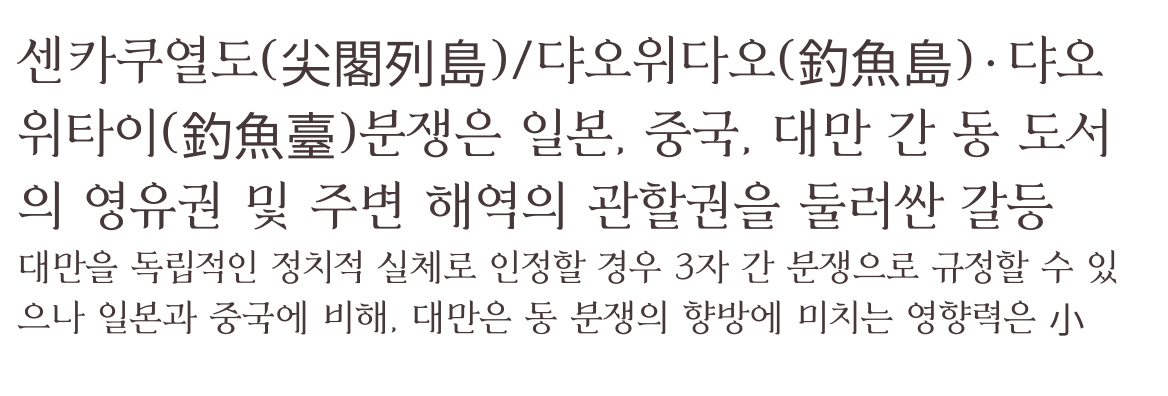 센카쿠열도(尖閣列島)/댜오위다오(釣魚島)·댜오
위타이(釣魚臺)분쟁은 일본, 중국, 대만 간 동 도서
의 영유권 및 주변 해역의 관할권을 둘러싼 갈등
대만을 독립적인 정치적 실체로 인정할 경우 3자 간 분쟁으로 규정할 수 있
으나 일본과 중국에 비해, 대만은 동 분쟁의 향방에 미치는 영향력은 小